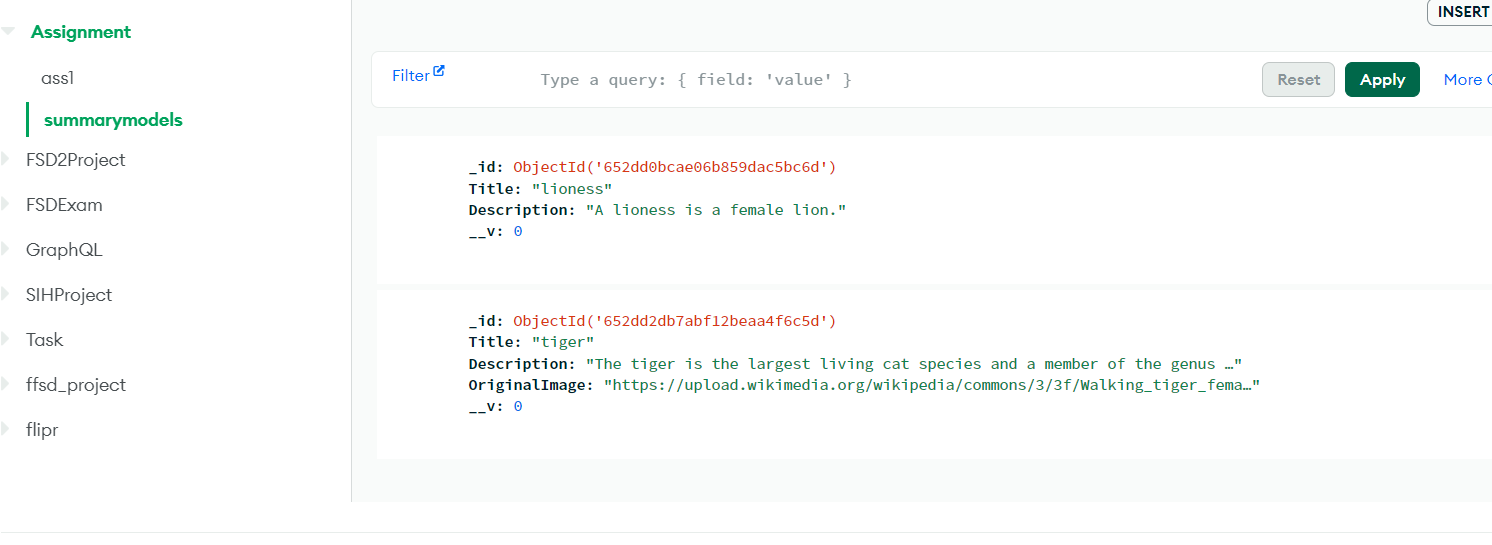 Assignment
ass1
summarymodels
FSD2Project
FSDExam
GraphQL
SIHProject
Task
ffsd_project
flipr
INSERT
Filter
Type a query: { field: 'value' }
Reset
Apply
More
_id: ObjectId('652dd0bcae06b859dac5bc6d')
Title: "lioness"
Description: "A lioness is a female lion."
__v: 0
_id: ObjectId('652dd2db7abf12beaa4f6c5d')
Title: "tiger"
Description: "The tiger is the largest living cat species and a member of the genus …"
OriginalImage: "https://upload.wikimedia.org/wikipedia/commons/3/3f/Walking_tiger_fema…"
__v: 0